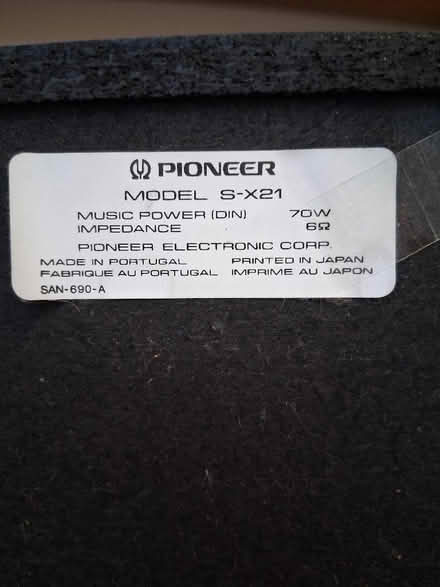 PIONEER
MODEL S-X21
MUSIC POWER (DIN) 70W
IMPEDANCE 6Ω
PIONEER ELECTRONIC CORP.
MADE IN PORTUGAL PRINTED IN JAPAN
FABRIQUE AU PORTUGAL IMPRIME AU JAPON
SAN-690-A